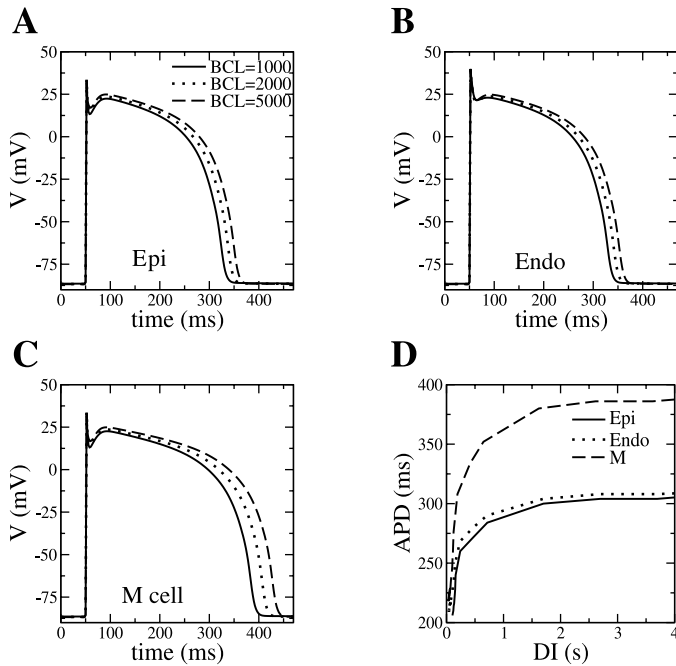 A
50
25
0
-25
-50
-75
V (mV)
BCL=1000
BCL=2000
BCL=5000
Epi
0 100 200 300 400
time (ms)
B
50
25
0
-25
-50
-75
V (mV)
Endo
0 100 200 300 400
time (ms)
C
50
25
0
-25
-50
-75
V (mV)
M cell
0 100 200 300 400
time (ms)
D
400
350
300
250
200
APD (ms)
Epi
Endo
M
0 1 2 3 4
DI (s)